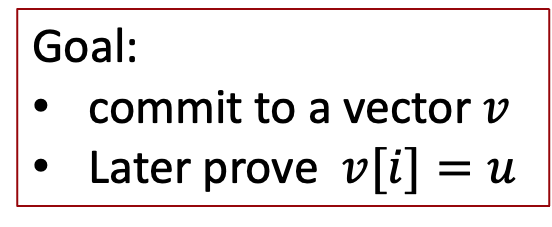 Goal:
• commit to a vector 𝑣
• Later prove 𝑣[𝑖] = 𝑢